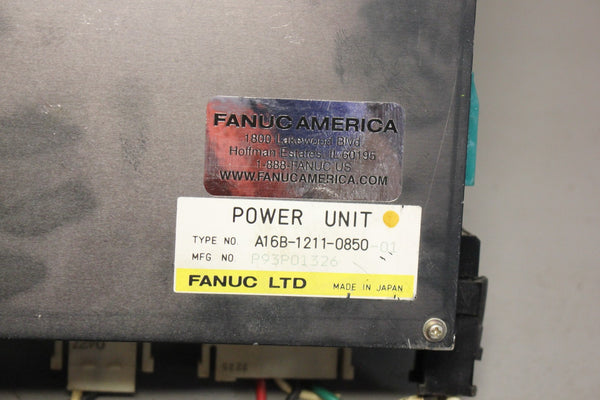 FANUC AMERICA
1800 Lakewood Blvd.
Hoffman Estates, IL 60195
1-888-FANUC US
WWW.FANUCAMERICA.COM
POWER UNIT
TYPE NO. A16B-1211-0850-01
MFG NO P93P01326
FANUC LTD MADE IN JAPAN